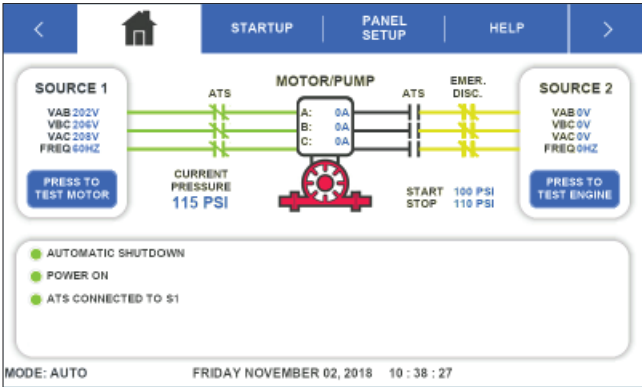 STARTUP
PANEL
SETUP
HELP
SOURCE 1
VAB 202V
VBC 206V
VAC 208V
FREQ 60HZ
PRESS TO
TEST MOTOR
ATS
MOTOR/PUMP
A: 0A
B: 0A
C: 0A
ATS
EMER.
DISC.
SOURCE 2
VAB 0V
VBC 0V
VAC 0V
FREQ 0HZ
PRESS TO
TEST ENGINE
CURRENT
PRESSURE
115 PSI
START 100 PSI
STOP 110 PSI
AUTOMATIC SHUTDOWN
POWER ON
ATS CONNECTED TO S1
MODE: AUTO FRIDAY NOVEMBER 02, 2018 10 : 38 : 27